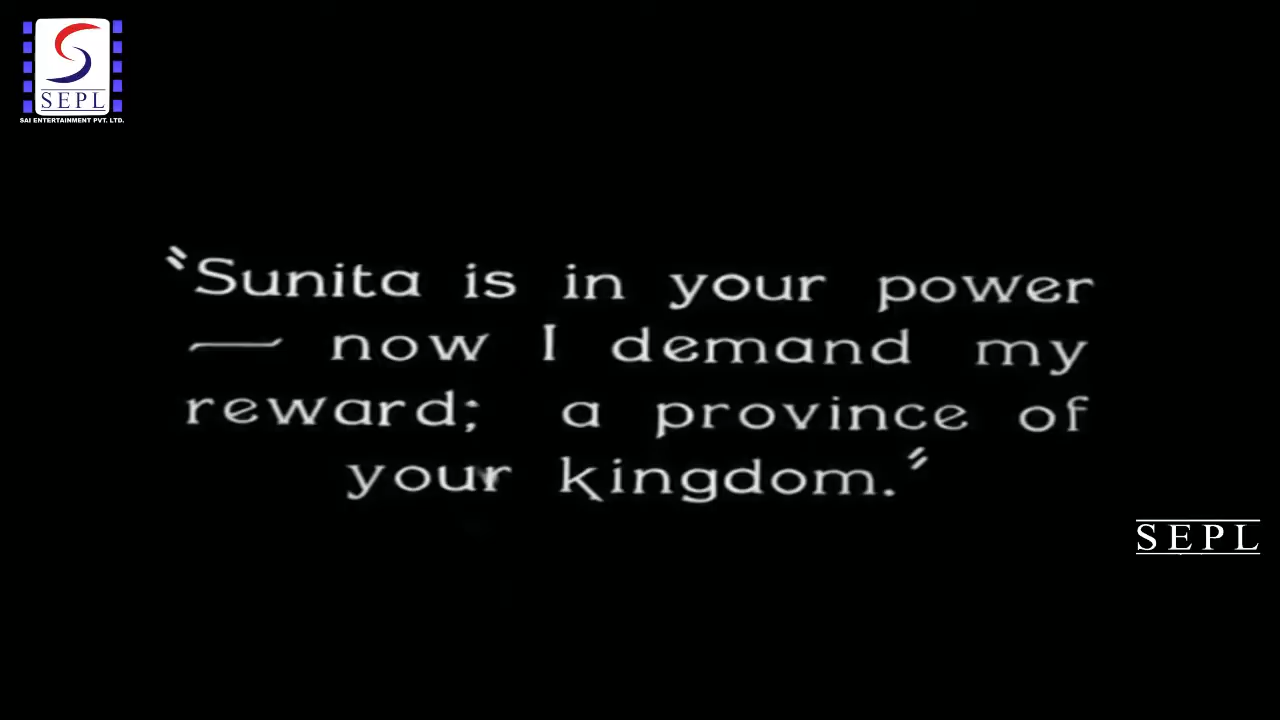 SEPL
SAI ENTERTAINMENT PVT. LTD.
"Sunita is in your power
— now I demand my
reward; a province of
your kingdom."
SEPL